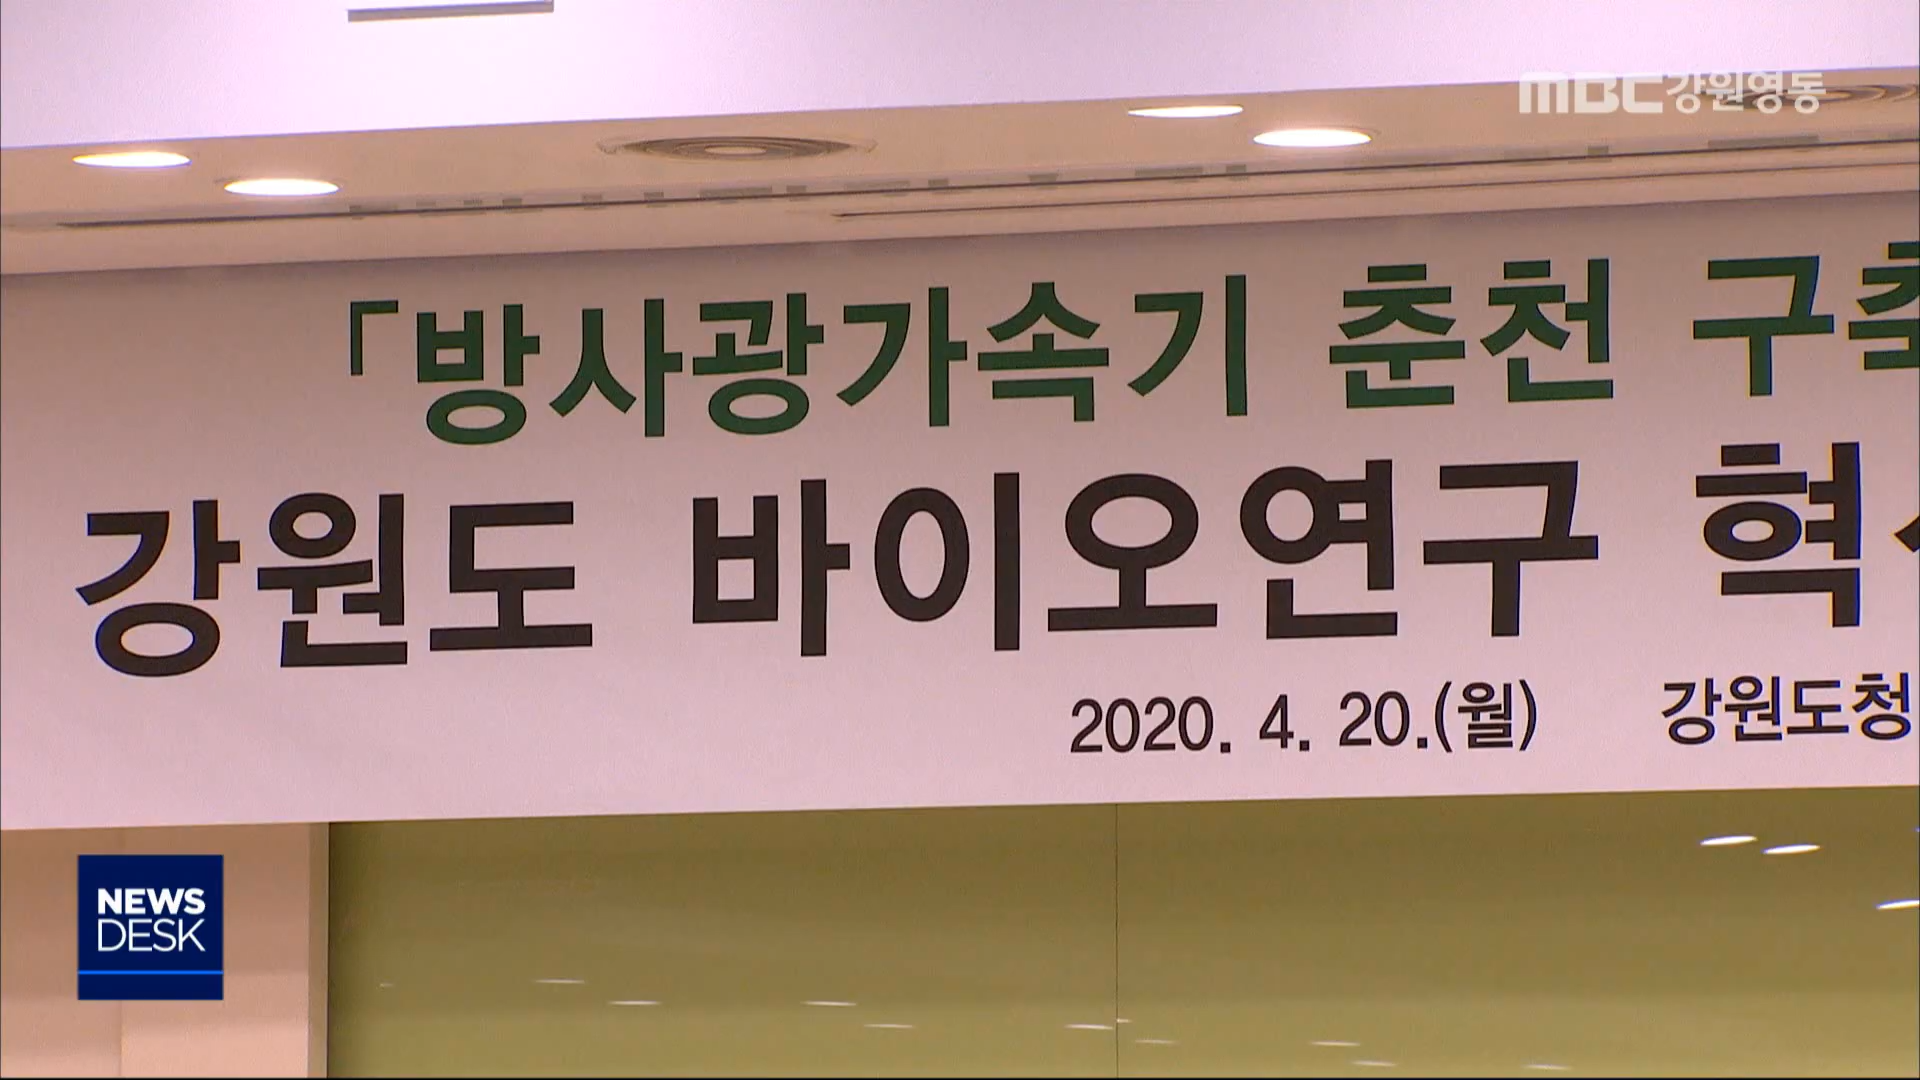 MBC강원영동
「방사광가속기 춘천 구축
강원도 바이오연구 혁
2020. 4. 20.(월) 강원도청
NEWS
DESK